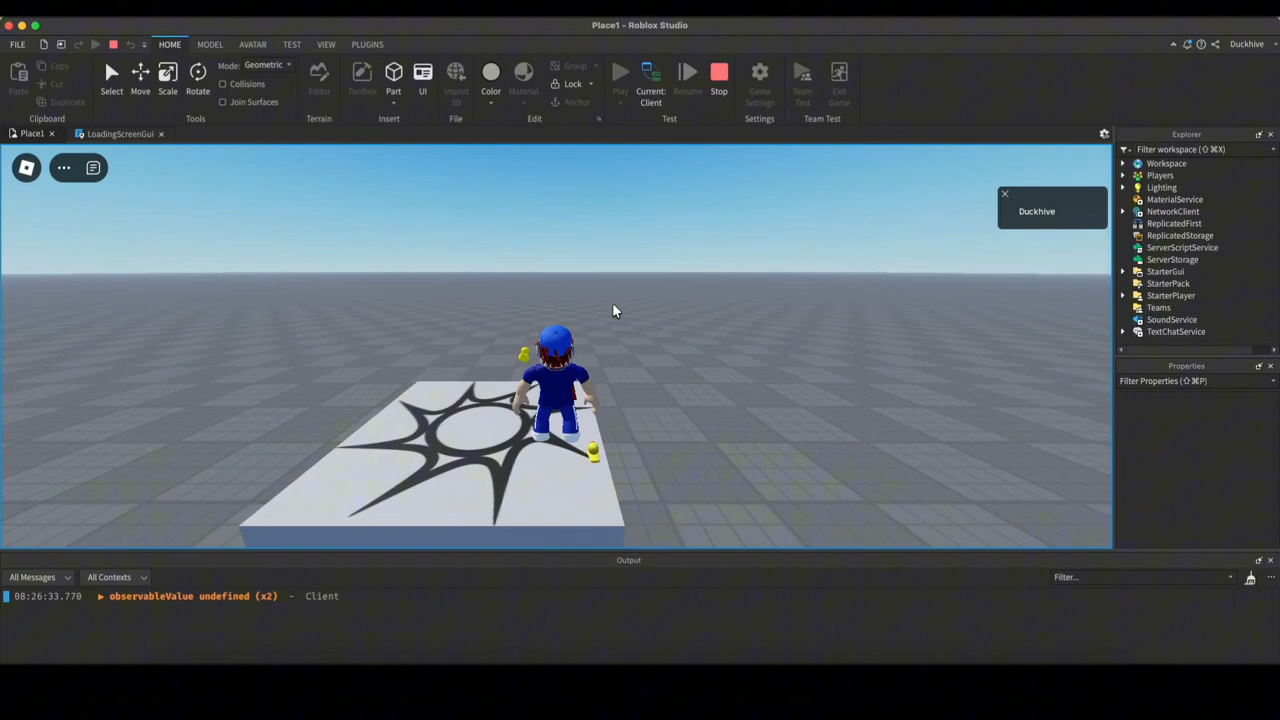 Place1 - Roblox Studio
FILE HOME MODEL AVATAR TEST VIEW PLUGINS Duckhive
Paste Copy Cut Duplicate Select Move Scale Rotate Mode: Geometric Collisions Join Surfaces Editor Toolbox Part UI Import 3D Color Material Group Lock Anchor Play Current: Client Resume Stop Game Settings Team Test Exit Game
Clipboard Tools Terrain Insert File Edit Test Settings Team Test
Place1 LoadingScreenGui Explorer
Filter workspace (⇧⌘X)
Workspace
Players
Lighting
MaterialService
Duckhive NetworkClient
ReplicatedFirst
ReplicatedStorage
ServerScriptService
ServerStorage
StarterGui
StarterPack
StarterPlayer
Teams
SoundService
TextChatService
Properties
Filter Properties (⇧⌘P)
Output
All Messages All Contexts Filter...
08:26:33.770 ▶ observableValue undefined (x2) - Client